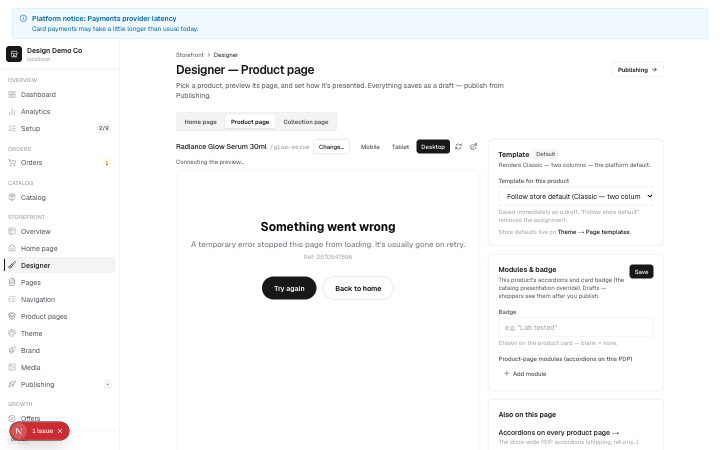 Platform notice: Payments provider latency
Card payments may take a little longer than usual today.
Design Demo Co
localhost
OVERVIEW
Dashboard
Analytics
Setup 2/9
ORDERS
Orders 1
CATALOG
Catalog
STOREFRONT
Overview
Home page
Designer
Pages
Navigation
Product pages
Theme
Brand
Media
Publishing
GROWTH
Offers
N 1 Issue ×
Storefront > Designer
Designer — Product page
Pick a product, preview its page, and set how it's presented. Everything saves as a draft — publish from
Publishing.
Publishing →
Home page Product page Collection page
Radiance Glow Serum 30ml /glow-serum Change… Mobile Tablet Desktop
Connecting the preview…
Something went wrong
A temporary error stopped this page from loading. It's usually gone on retry.
Ref: 2570547598
Try again Back to home
Template Default
Renders Classic — two columns — the platform default.
Template for this product
Follow store default (Classic — two colum
Saved immediately as a draft. "Follow store default"
removes the assignment.
Store defaults live on Theme → Page templates.
Modules & badge Save
This product's accordions and card badge (the
catalog presentation override). Drafts —
shoppers see them after you publish.
Badge
e.g. "Lab tested"
Shown on the product card — blank = none.
Product-page modules (accordions on this PDP)
+ Add module
Also on this page
Accordions on every product page →
The store-wide PDP accordions (shipping, returns…).